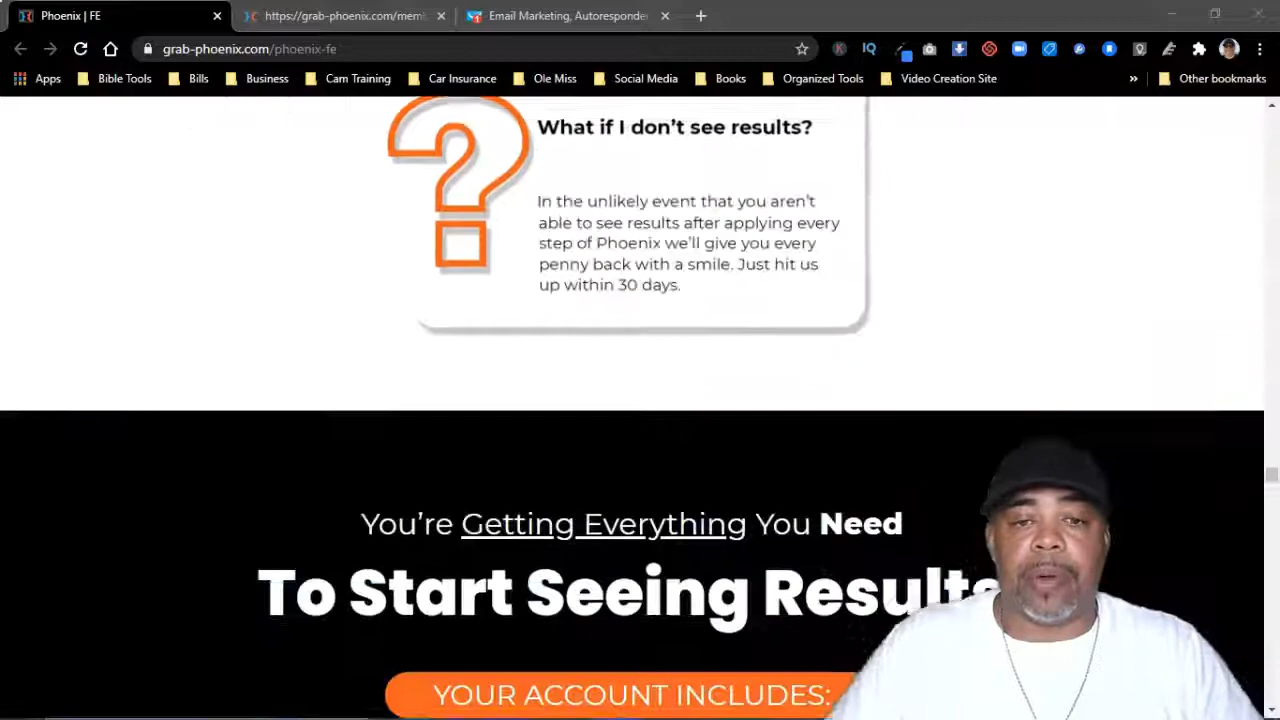 Phoenix | FE
https://grab-phoenix.com/mem
Email Marketing, Autoresponde
grab-phoenix.com/phoenix-fe
Apps Bible Tools Bills Business Cam Training Car Insurance Ole Miss Social Media Books Organized Tools Video Creation Site » Other bookmarks
What if I don't see results?
In the unlikely event that you aren't
able to see results after applying every
step of Phoenix we'll give you every
penny back with a smile. Just hit us
up within 30 days.
You're Getting Everything You Need
To Start Seeing Results
YOUR ACCOUNT INCLUDES: